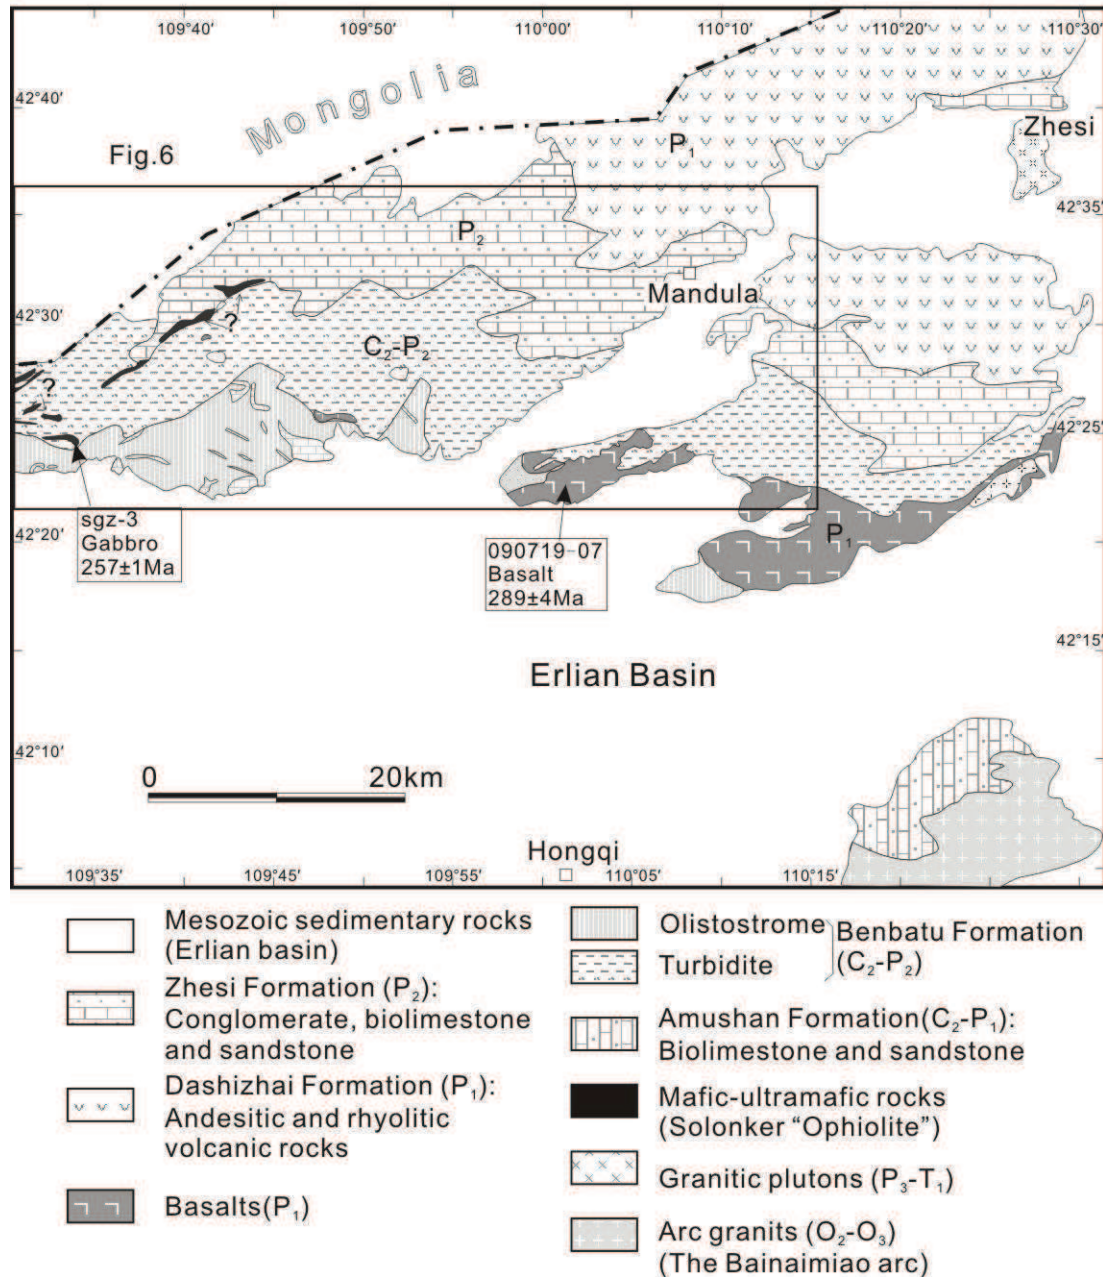 109°40′ 109°50′ 110°00′ 110°10′ 110°20′ 110°30′
Mongolia
42°40′
Zhesi
Fig.6
P₁
42°35′
P₂
Mandula
42°30′
?
C₂-P₂
?
42°25′
sgz-3
Gabbro
257±1Ma
42°20′
090719-07
Basalt
289±4Ma
P₁
42°15′
Erlian Basin
42°10′
0 20km
Hongqi
109°35′ 109°45′ 109°55′ 110°05′ 110°15′
Mesozoic sedimentary rocks
(Erlian basin)
Zhesi Formation (P₂):
Conglomerate, biolimestone
and sandstone
Dashizhai Formation (P₁):
Andesitic and rhyolitic
volcanic rocks
Basalts(P₁)
Olistostrome
Turbidite
Benbatu Formation
(C₂-P₂)
Amushan Formation(C₂-P₁):
Biolimestone and sandstone
Mafic-ultramafic rocks
(Solonker “Ophiolite”)
Granitic plutons (P₃-T₁)
Arc granits (O₂-O₃)
(The Bainaimiao arc)